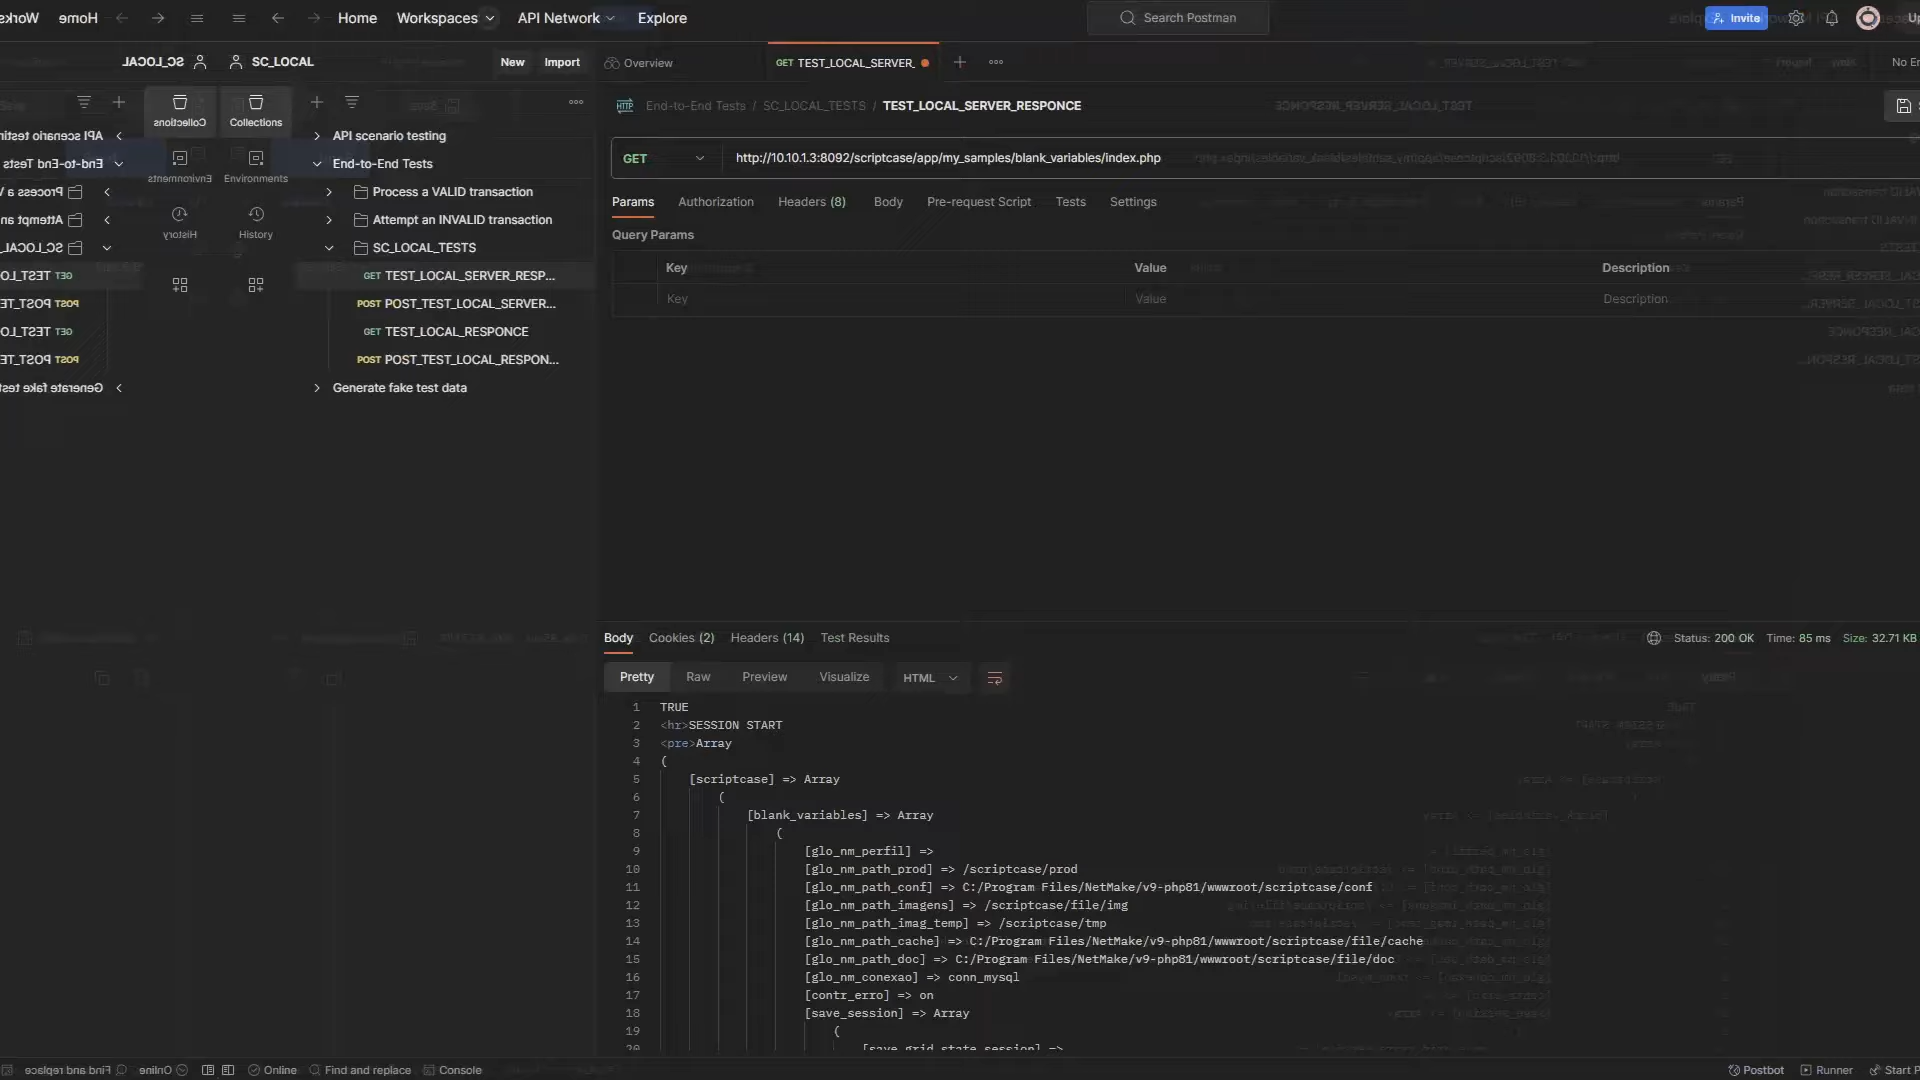 Home Workspaces API Network Explore Search Postman Invite
SC_LOCAL New Import Overview GET TEST_LOCAL_SERVER_ No En
Collections
Environments
History
API scenario testing
End-to-End Tests
Process a VALID transaction
Attempt an INVALID transaction
SC_LOCAL_TESTS
GET TEST_LOCAL_SERVER_RESP...
POST POST_TEST_LOCAL_SERVER...
GET TEST_LOCAL_RESPONCE
POST POST_TEST_LOCAL_RESPON...
Generate fake test data
HTTP End-to-End Tests / SC_LOCAL_TESTS / TEST_LOCAL_SERVER_RESPONCE
GET http://10.10.1.3:8092/scriptcase/app/my_samples/blank_variables/index.php
Params Authorization Headers (8) Body Pre-request Script Tests Settings
Query Params
Key Value Description
Key Value Description
Body Cookies (2) Headers (14) Test Results Status: 200 OK Time: 85 ms Size: 32.71 KB
Pretty Raw Preview Visualize HTML
1 TRUE
2 <hr>SESSION START
3 <pre>Array
4 (
5 [scriptcase] => Array
6 (
7 [blank_variables] => Array
8 (
9 [glo_nm_perfil] =>
10 [glo_nm_path_prod] => /scriptcase/prod
11 [glo_nm_path_conf] => C:/Program Files/NetMake/v9-php81/wwwroot/scriptcase/conf
12 [glo_nm_path_imagens] => /scriptcase/file/img
13 [glo_nm_path_imag_temp] => /scriptcase/tmp
14 [glo_nm_path_cache] => C:/Program Files/NetMake/v9-php81/wwwroot/scriptcase/file/cache
15 [glo_nm_path_doc] => C:/Program Files/NetMake/v9-php81/wwwroot/scriptcase/file/doc
16 [glo_nm_conexao] => conn_mysql
17 [contr_erro] => on
18 [save_session] => Array
19 (
20 [save_grid_state_session] =>
Online Find and replace Console Postbot Runner Start P